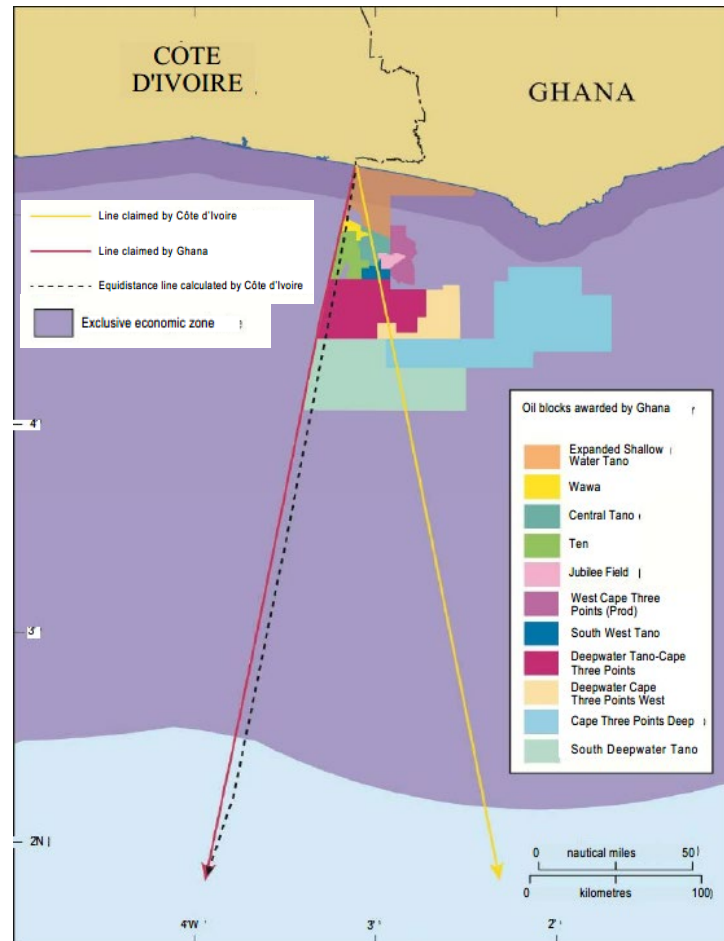 CÔTE
D'IVOIRE
GHANA
Line claimed by Côte d'Ivoire
Line claimed by Ghana
Equidistance line calculated by Côte d'Ivoire
Exclusive economic zone
4°
3°
2N
4°W
3°
2°
Oil blocks awarded by Ghana
Expanded Shallow
Water Tano
Wawa
Central Tano
Ten
Jubilee Field
West Cape Three
Points (Prod)
South West Tano
Deepwater Tano-Cape
Three Points
Deepwater Cape
Three Points West
Cape Three Points Deep
South Deepwater Tano
0 nautical miles 50
0 kilometres 100